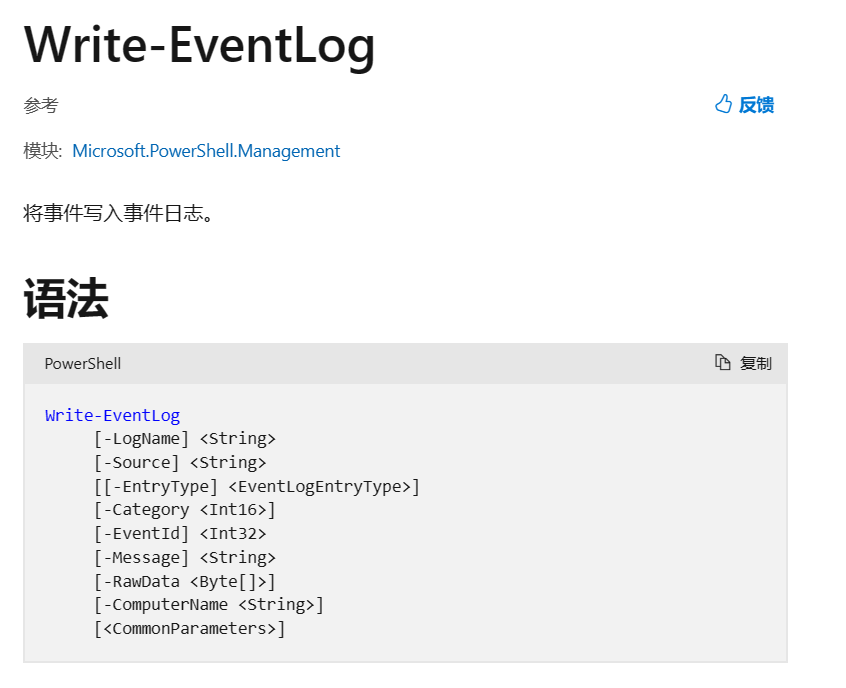 Write-EventLog
参考
反馈
模块: Microsoft.PowerShell.Management
将事件写入事件日志。
语法
PowerShell
复制
Write-EventLog
[-LogName] <String>
[-Source] <String>
[[-EntryType] <EventLogEntryType>]
[-Category <Int16>]
[-EventId] <Int32>
[-Message] <String>
[-RawData <Byte[]>]
[-ComputerName <String>]
[<CommonParameters>]